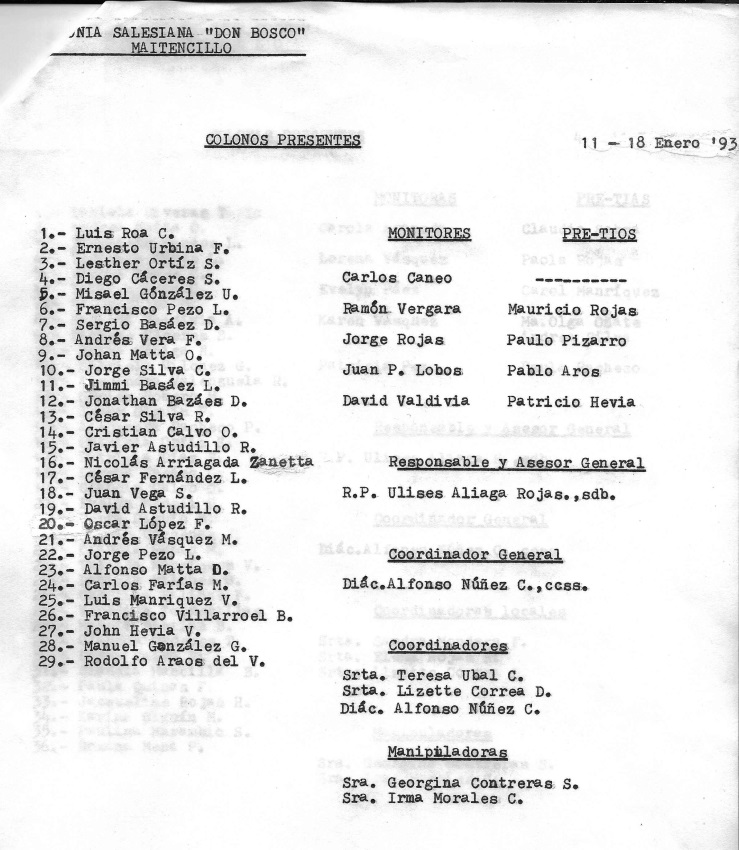 ONIA SALESIANA "DON BOSCO"
MAITENCILLO
COLONOS PRESENTES
11 - 18 Enero '93
1.- Luis Roa C.
2.- Ernesto Urbina F.
3.- Lesther Ortíz S.
4.- Diego Cáceres S.
5.- Misael Gónzález U.
6.- Francisco Pezo L.
7.- Sergio Basáez D.
8.- Andrés Vera F.
9.- Johan Matta O.
10.- Jorge Silva C.
11.- Jimmi Basáez L.
12.- Jonathan Bazáes D.
13.- César Silva R.
14.- Cristian Calvo O.
15.- Javier Astudillo R.
16.- Nicolás Arriagada Zanetta
17.- César Fernández L.
18.- Juan Vega S.
19.- David Astudillo R.
20.- Oscar López F.
21.- Andrés Vásquez M.
22.- Jorge Pezo L.
23.- Alfonso Matta D.
24.- Carlos Farías M.
25.- Luis Manriquez V.
26.- Francisco Villarroel B.
27.- John Hevia V.
28.- Manuel González G.
29.- Rodolfo Araos del V.
MONITORES PRE-TIOS
Carlos Caneo ----------
Ramón Vergara Mauricio Rojas
Jorge Rojas Paulo Pizarro
Juan P. Lobos Pablo Aros
David Valdivia Patricio Hevia
Responsable y Asesor General
R.P. Ulises Aliaga Rojas.,sdb.
Coordinador General
Diác.Alfonso Núñez C.,ccss.
Coordinadores
Srta. Teresa Ubal C.
Srta. Lizette Correa D.
Diác. Alfonso Núñez C.
Manipuladoras
Sra. Georgina Contreras S.
Sra. Irma Morales C.